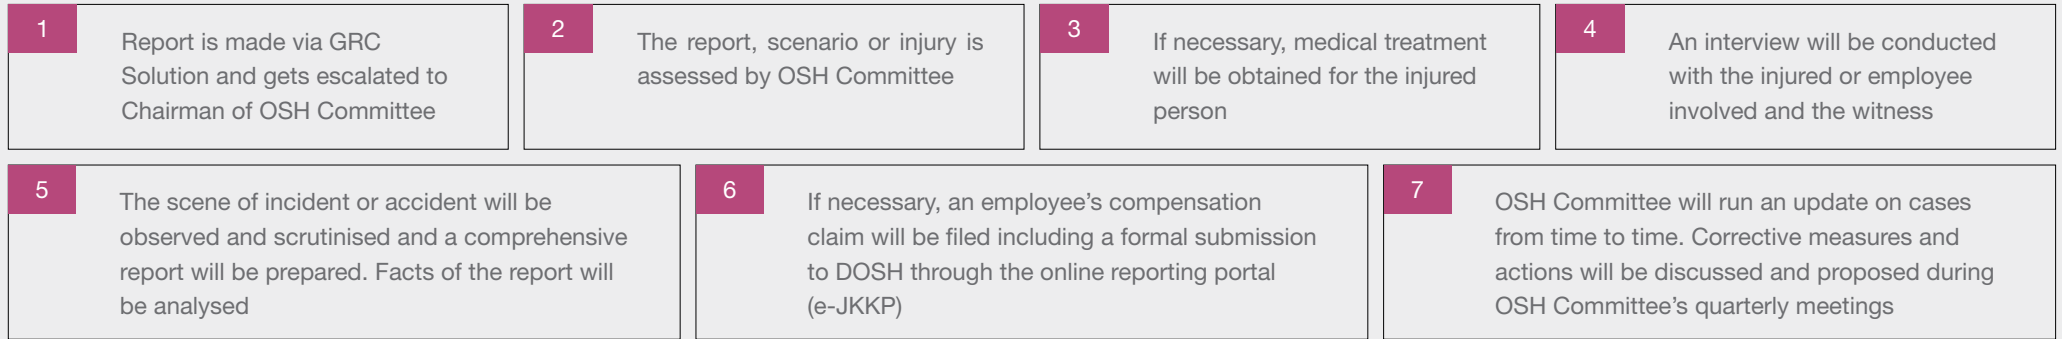 1
Report is made via GRC
Solution and gets escalated to
Chairman of OSH Committee
2
The report, scenario or injury is
assessed by OSH Committee
3
If necessary, medical treatment
will be obtained for the injured
person
4
An interview will be conducted
with the injured or employee
involved and the witness
5
The scene of incident or accident will be
observed and scrutinised and a comprehensive
report will be prepared. Facts of the report will
be analysed
6
If necessary, an employee’s compensation
claim will be filed including a formal submission
to DOSH through the online reporting portal
(e-JKKP)
7
OSH Committee will run an update on cases
from time to time. Corrective measures and
actions will be discussed and proposed during
OSH Committee’s quarterly meetings